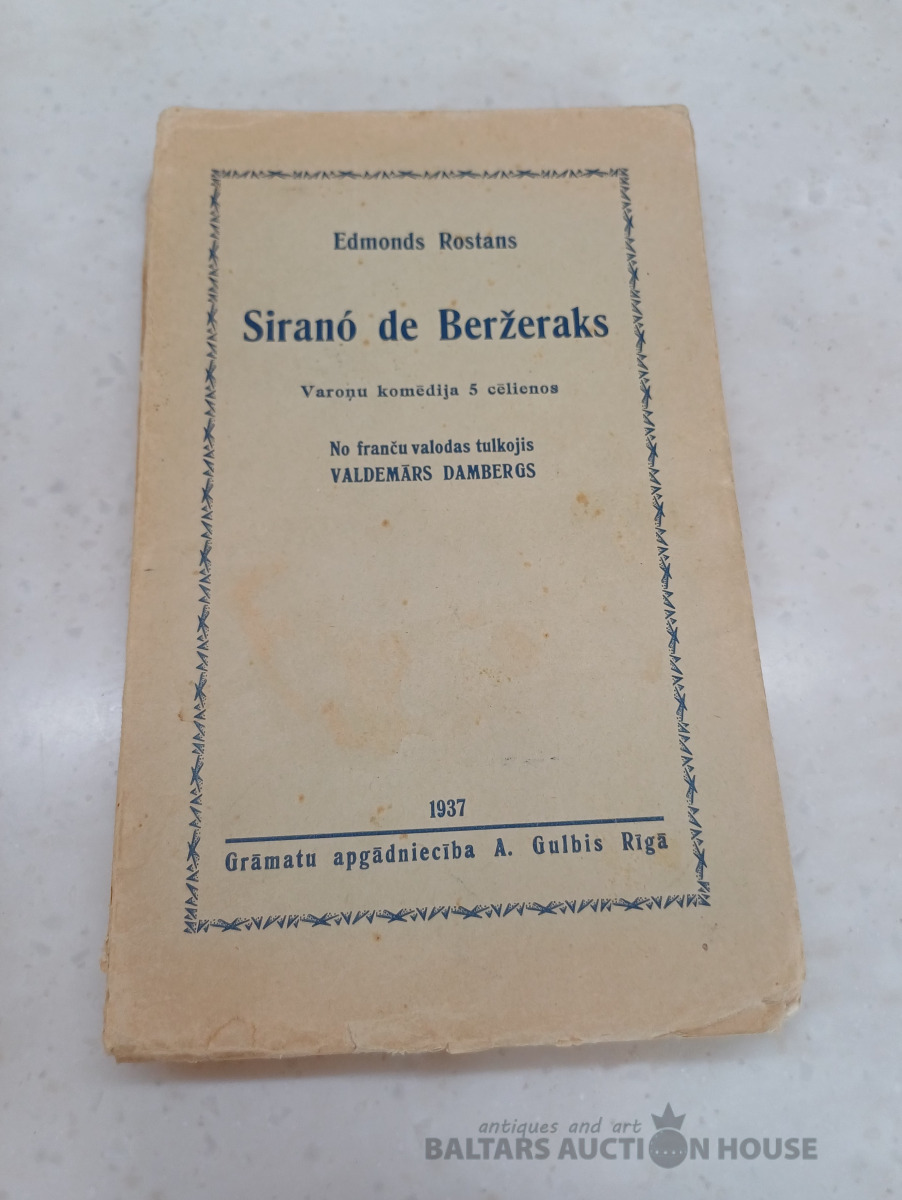 Edmonds Rostans
Siranó de Beržeraks
Varoņu komēdija 5 cēlienos
No franču valodas tulkojis
VALDEMĀRS DAMBERGS
1937
Grāmatu apgādniecība A. Gulbis Rīgā
antiques and art
BALTARS AUCTION HOUSE